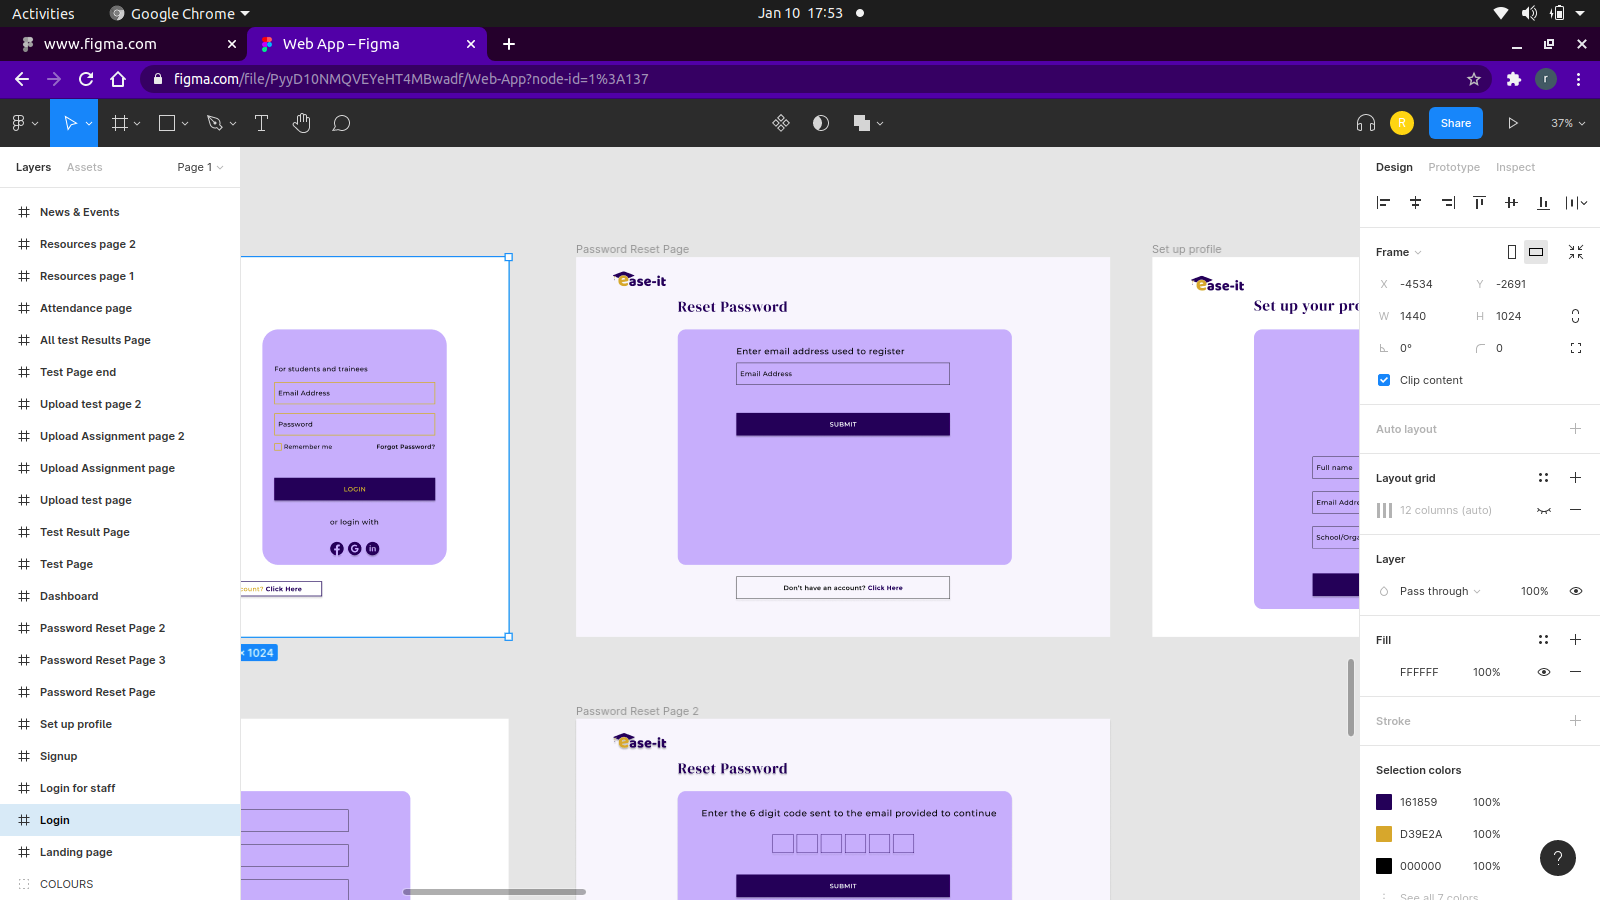 Activities
Google Chrome
Jan 10 17:53
www.figma.com
Web App – Figma
figma.com/file/PyyD10NMQVEYeHT4MBwadf/Web-App?node-id=1%3A137
r
R
Share
37%
Layers
Assets
Page 1
News & Events
Resources page 2
Resources page 1
Attendance page
All test Results Page
Test Page end
Upload test page 2
Upload Assignment page 2
Upload Assignment page
Upload test page
Test Result Page
Test Page
Dashboard
Password Reset Page 2
Password Reset Page 3
Password Reset Page
Set up profile
Signup
Login for staff
Login
Landing page
COLOURS
For students and trainees
Email Address
Password
Remember me
Forgot Password?
LOGIN
or login with
ount? Click Here
× 1024
Password Reset Page
ease-it
Reset Password
Enter email address used to register
Email Address
SUBMIT
Don't have an account? Click Here
Password Reset Page 2
ease-it
Reset Password
Enter the 6 digit code sent to the email provided to continue
SUBMIT
Set up profile
ease-it
Set up your pro
Full name
Email Addre
School/Orga
Design
Prototype
Inspect
Frame
X -4534
Y -2691
W 1440
H 1024
0°
0
Clip content
Auto layout
Layout grid
12 columns (auto)
Layer
Pass through
100%
Fill
FFFFFF
100%
Stroke
Selection colors
161859
100%
D39E2A
100%
000000
100%
See all 7 colors
?